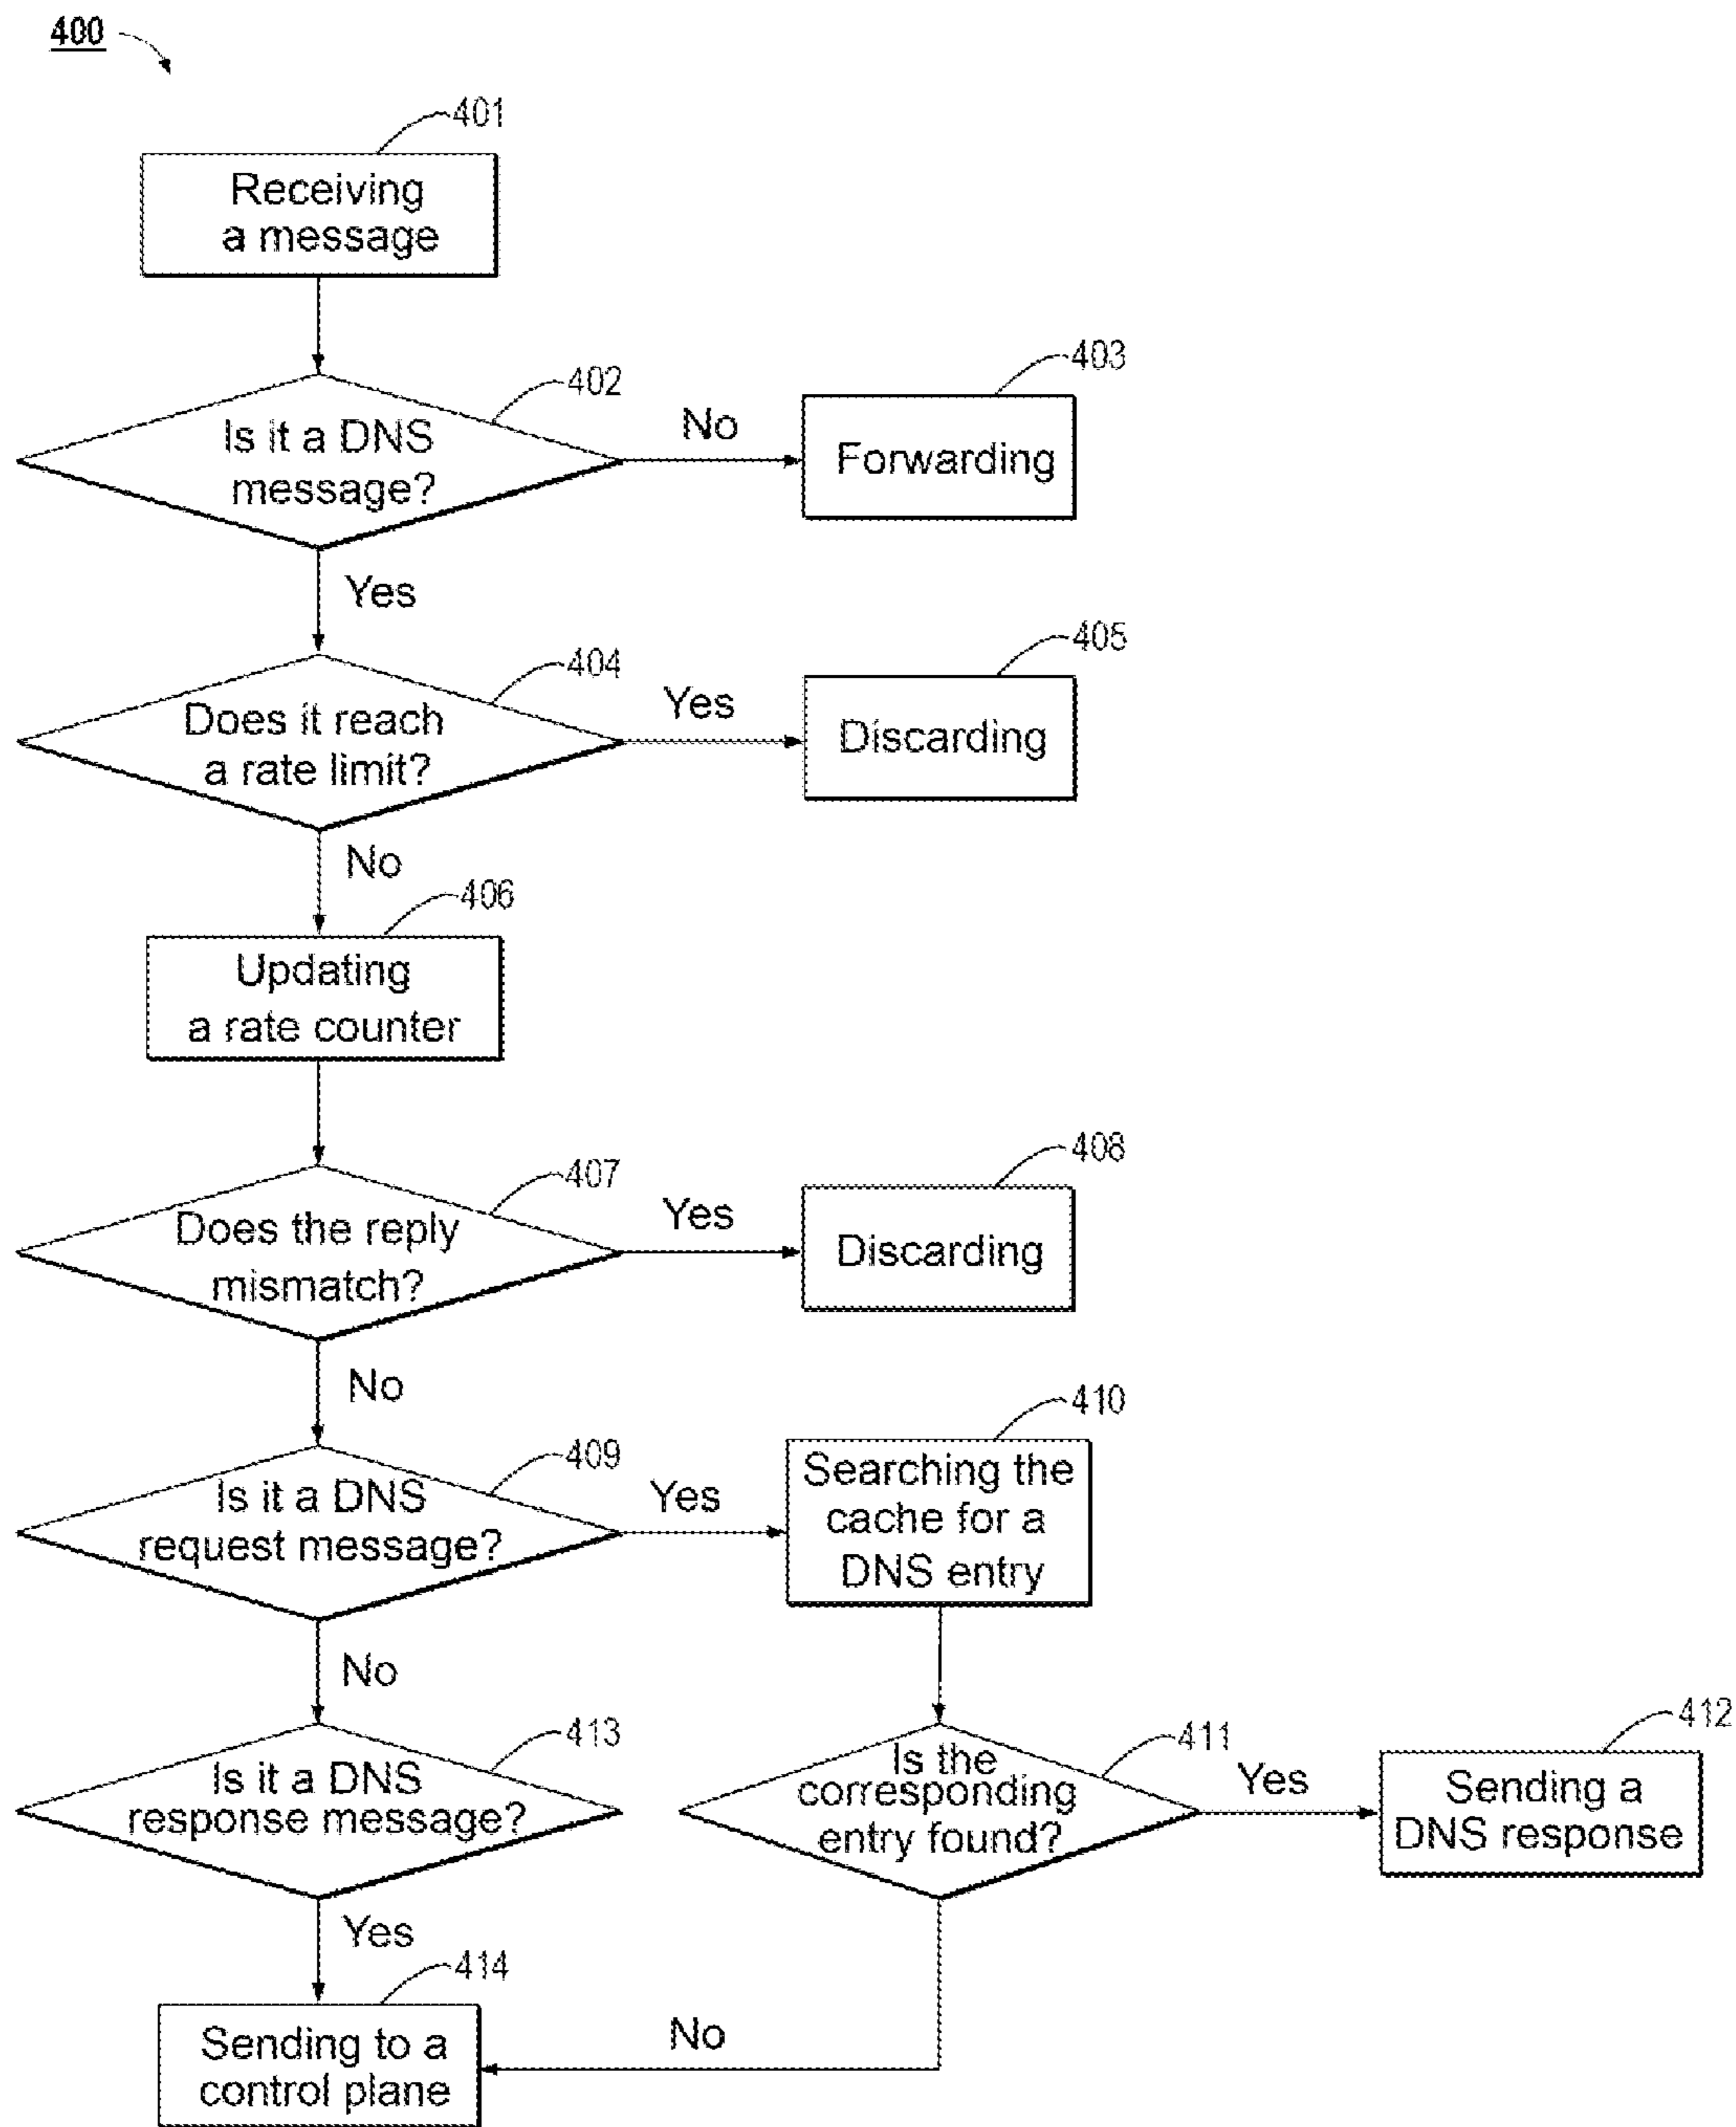 400
401
Receiving
a message
402
403
Is it a DNS
message?
No
Forwarding
Yes
404
405
Does it reach
a rate limit?
Yes
Discarding
No
406
Updating
a rate counter
407
408
Does the reply
mismatch?
Yes
Discarding
No
409
410
Is it a DNS
request message?
Yes
Searching the
cache for a
DNS entry
No
413
411
412
Is it a DNS
response message?
Is the
corresponding
entry found?
Yes
Sending a
DNS response
Yes
414
Sending to a
control plane
No